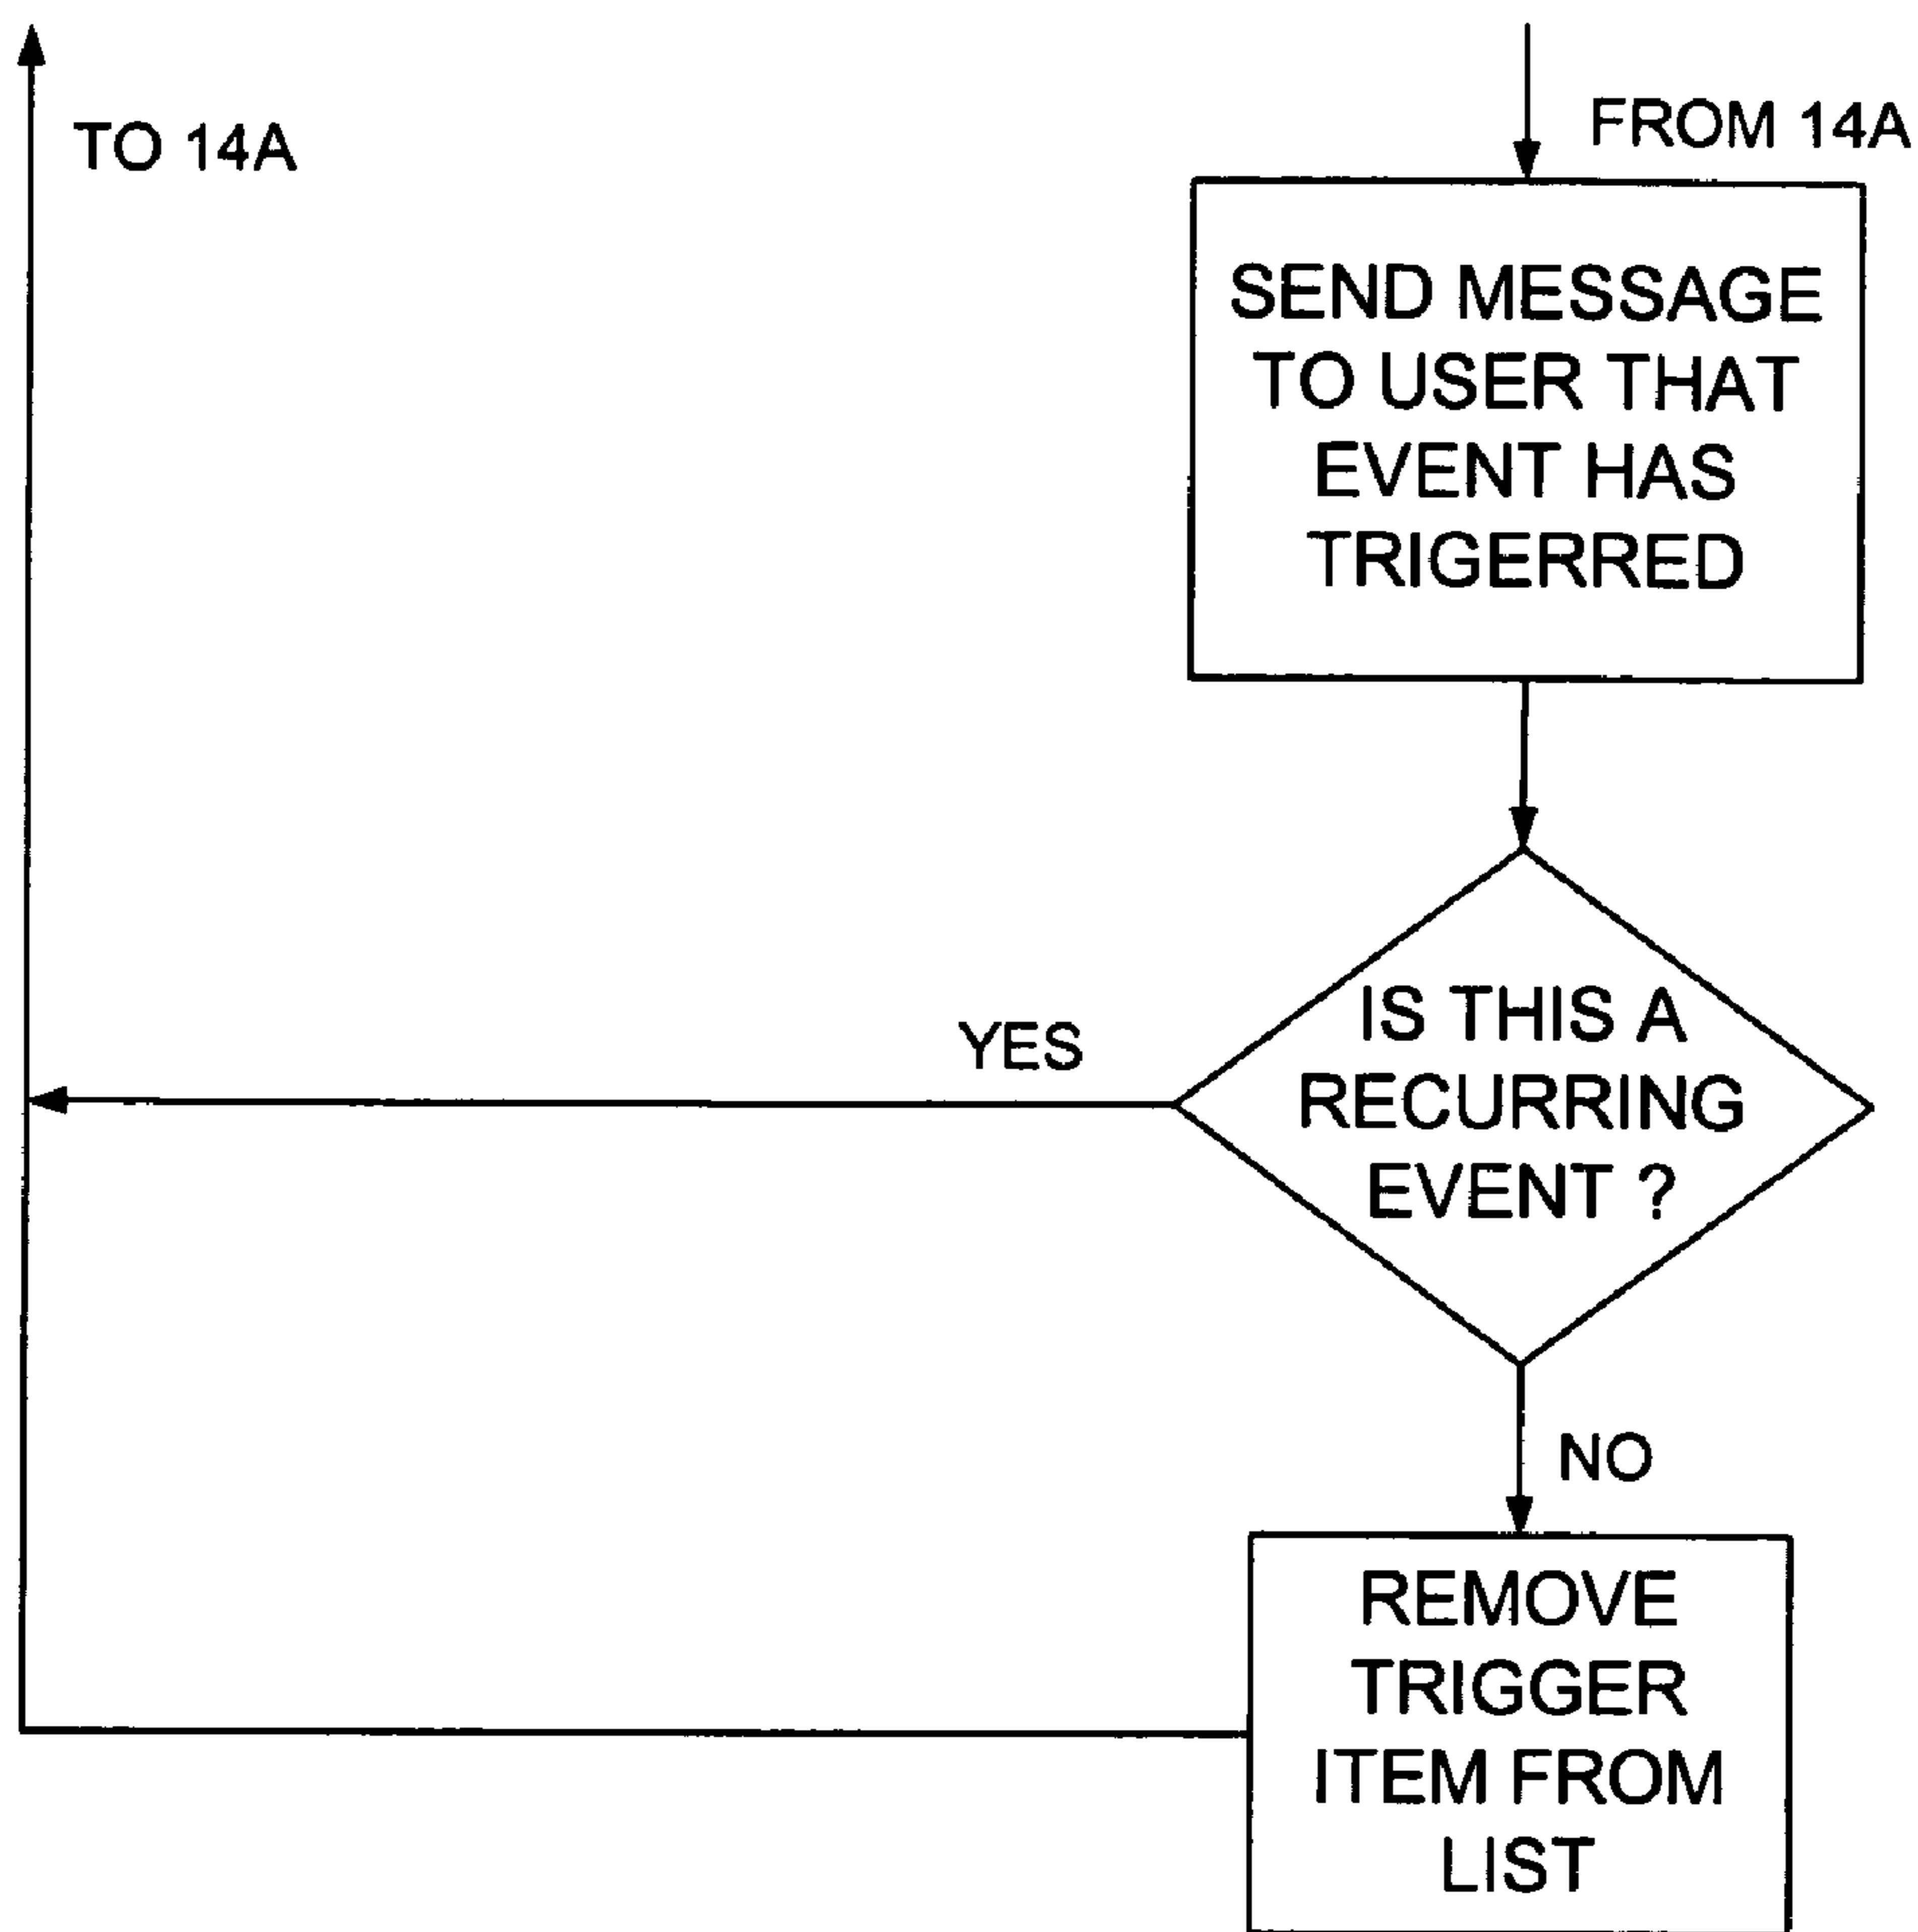 TO 14A
FROM 14A
SEND MESSAGE
TO USER THAT
EVENT HAS
TRIGERRED
IS THIS A
RECURRING
EVENT ?
YES
NO
REMOVE
TRIGGER
ITEM FROM
LIST